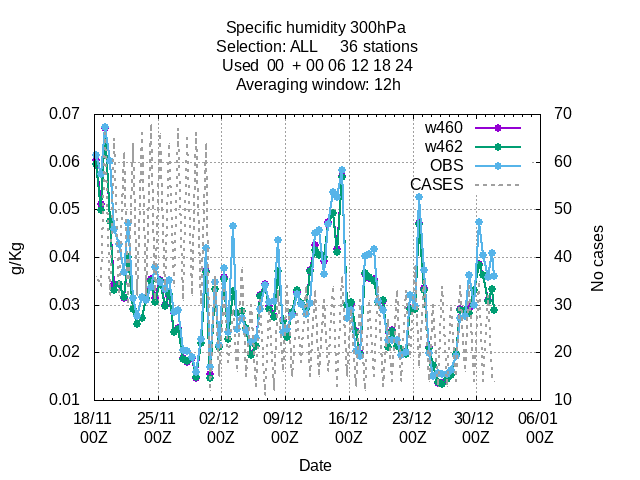 Specific humidity 300hPa
Selection: ALL 36 stations
Used 00 + 00 06 12 18 24
Averaging window: 12h
w460
w462
OBS
CASES
g/Kg
0.07
0.06
0.05
0.04
0.03
0.02
0.01
No cases
70
60
50
40
30
20
10
18/11 25/11 02/12 09/12 16/12 23/12 30/12 06/01
00Z 00Z 00Z 00Z 00Z 00Z 00Z 00Z
Date